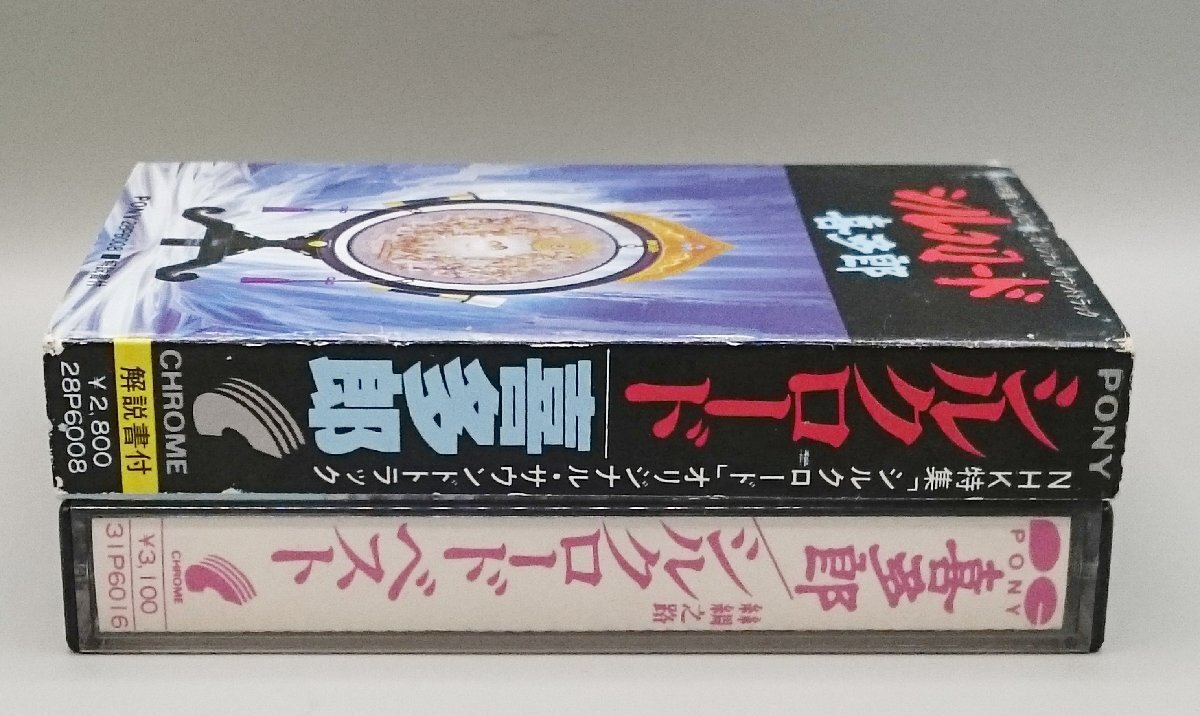 シルクロード
喜多郎
PONY
シルクロード
喜多郎
NHK特集「シルクロード」オリジナル・サウンドトラック
CHROME
解説書付
¥2,800
28P6008
PONY
喜多郎
シルクロード ベスト
絲綢之路
CHROME
¥3,100
31P6016